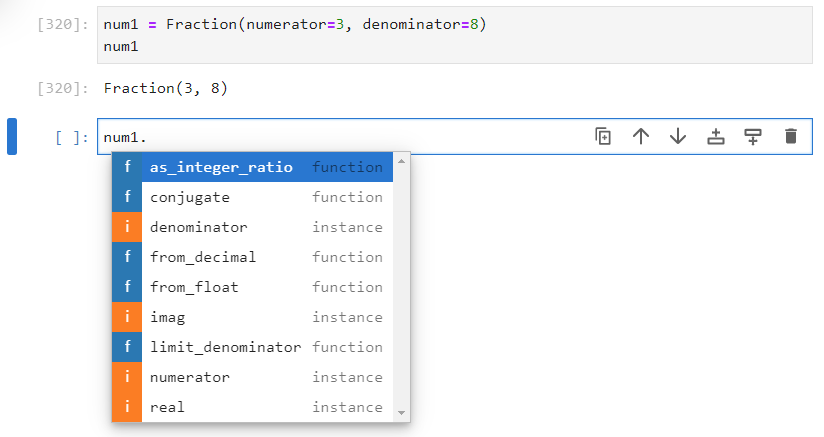 [320]: num1 = Fraction(numerator=3, denominator=8)
num1
[320]: Fraction(3, 8)
[ ]: num1.
f as_integer_ratio function
f conjugate function
i denominator instance
f from_decimal function
f from_float function
i imag instance
f limit_denominator function
i numerator instance
i real instance